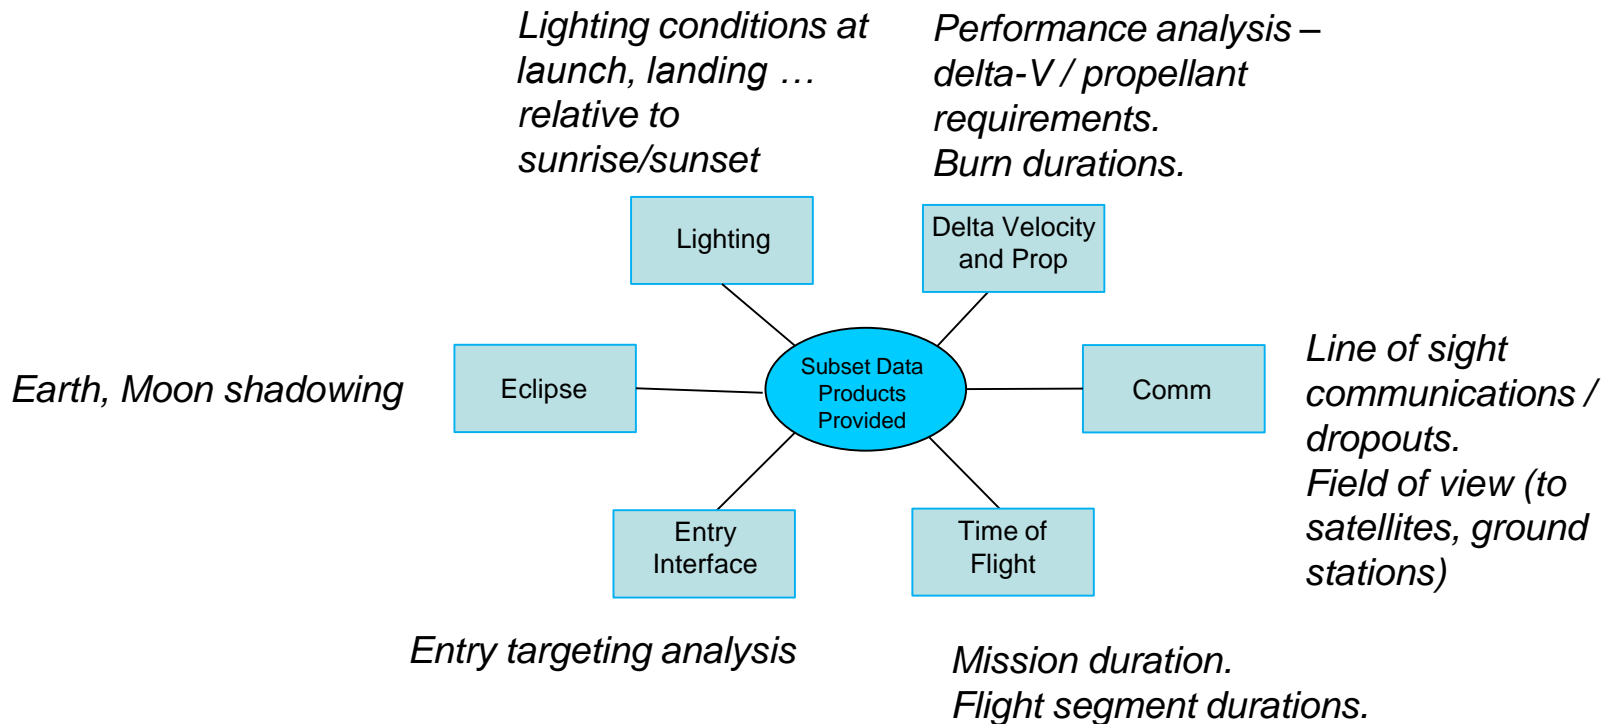 Lighting conditions at
launch, landing …
relative to
sunrise/sunset
Performance analysis –
delta-V / propellant
requirements.
Burn durations.
Lighting
Delta Velocity
and Prop
Earth, Moon shadowing
Eclipse
Subset Data
Products
Provided
Comm
Line of sight
communications /
dropouts.
Field of view (to
satellites, ground
stations)
Entry
Interface
Time of
Flight
Entry targeting analysis
Mission duration.
Flight segment durations.